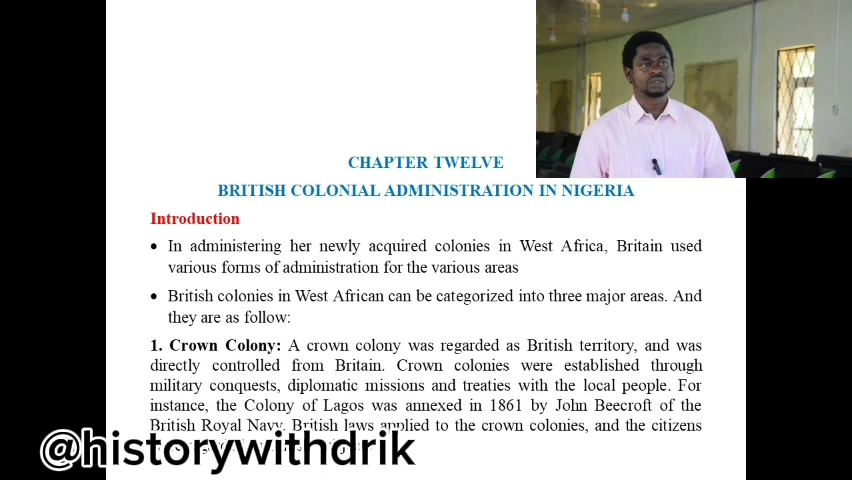 CHAPTER TWELVE
BRITISH COLONIAL ADMINISTRATION IN NIGERIA
Introduction
• In administering her newly acquired colonies in West Africa, Britain used
various forms of administration for the various areas
• British colonies in West African can be categorized into three major areas. And
they are as follow:
1. Crown Colony: A crown colony was regarded as British territory, and was
directly controlled from Britain. Crown colonies were established through
military conquests, diplomatic missions and treaties with the local people. For
instance, the Colony of Lagos was annexed in 1861 by John Beecroft of the
British Royal Navy. British laws applied to the crown colonies, and the citizens
@historywithdrik